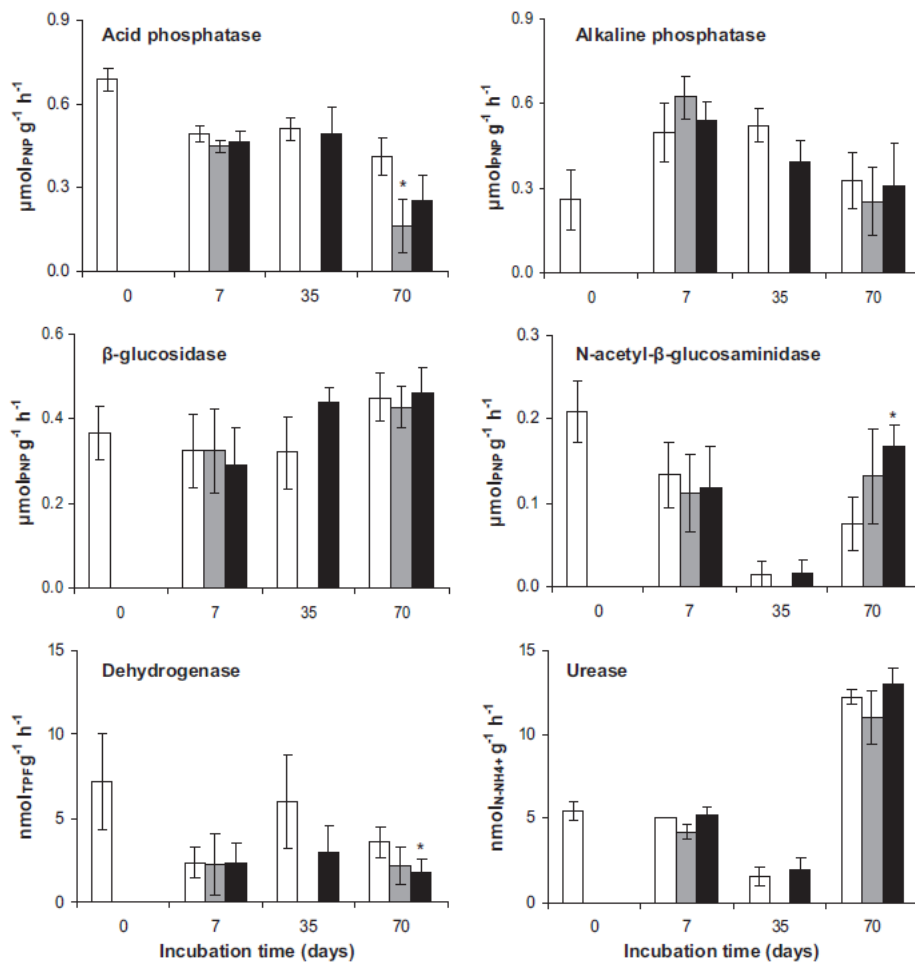 Acid phosphatase
µmolPNP g-1 h-1
0.9
0.6
0.3
0.0
*
0 7 35 70
Alkaline phosphatase
µmolPNP g-1 h-1
0.9
0.6
0.3
0.0
0 7 35 70
β-glucosidase
µmolPNP g-1 h-1
0.6
0.4
0.2
0.0
0 7 35 70
N-acetyl-β-glucosaminidase
µmolPNP g-1 h-1
0.3
0.2
0.1
0.0
*
0 7 35 70
Dehydrogenase
nmolTPF g-1 h-1
15
10
5
0
*
0 7 35 70
Incubation time (days)
Urease
nmolN-NH4+ g-1 h-1
15
10
5
0
0 7 35 70
Incubation time (days)